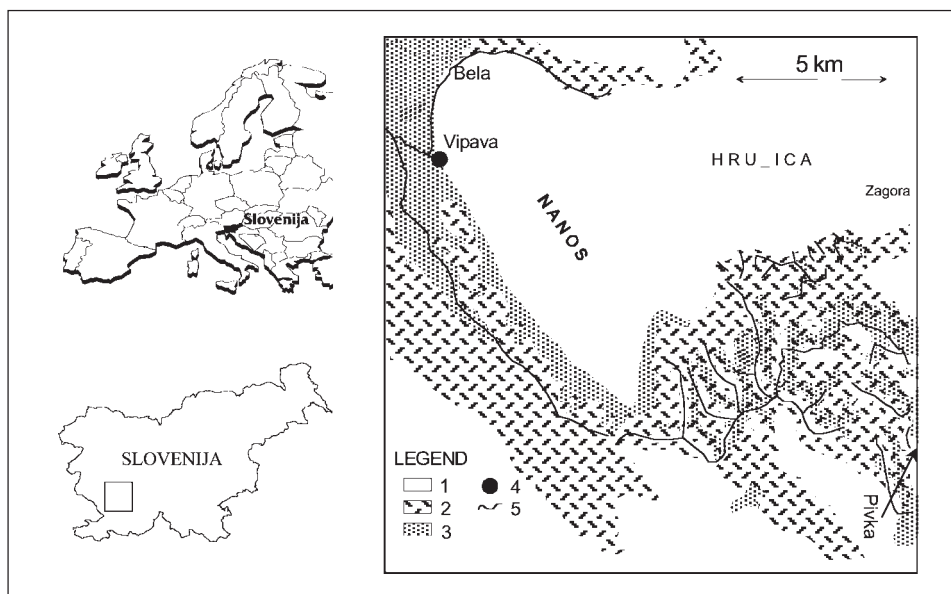 Slovenija
SLOVENIJA
5 km
Bela
Vipava
HRU_ICA
Zagora
NANOS
Pivka
LEGEND
1 4
2 5
3